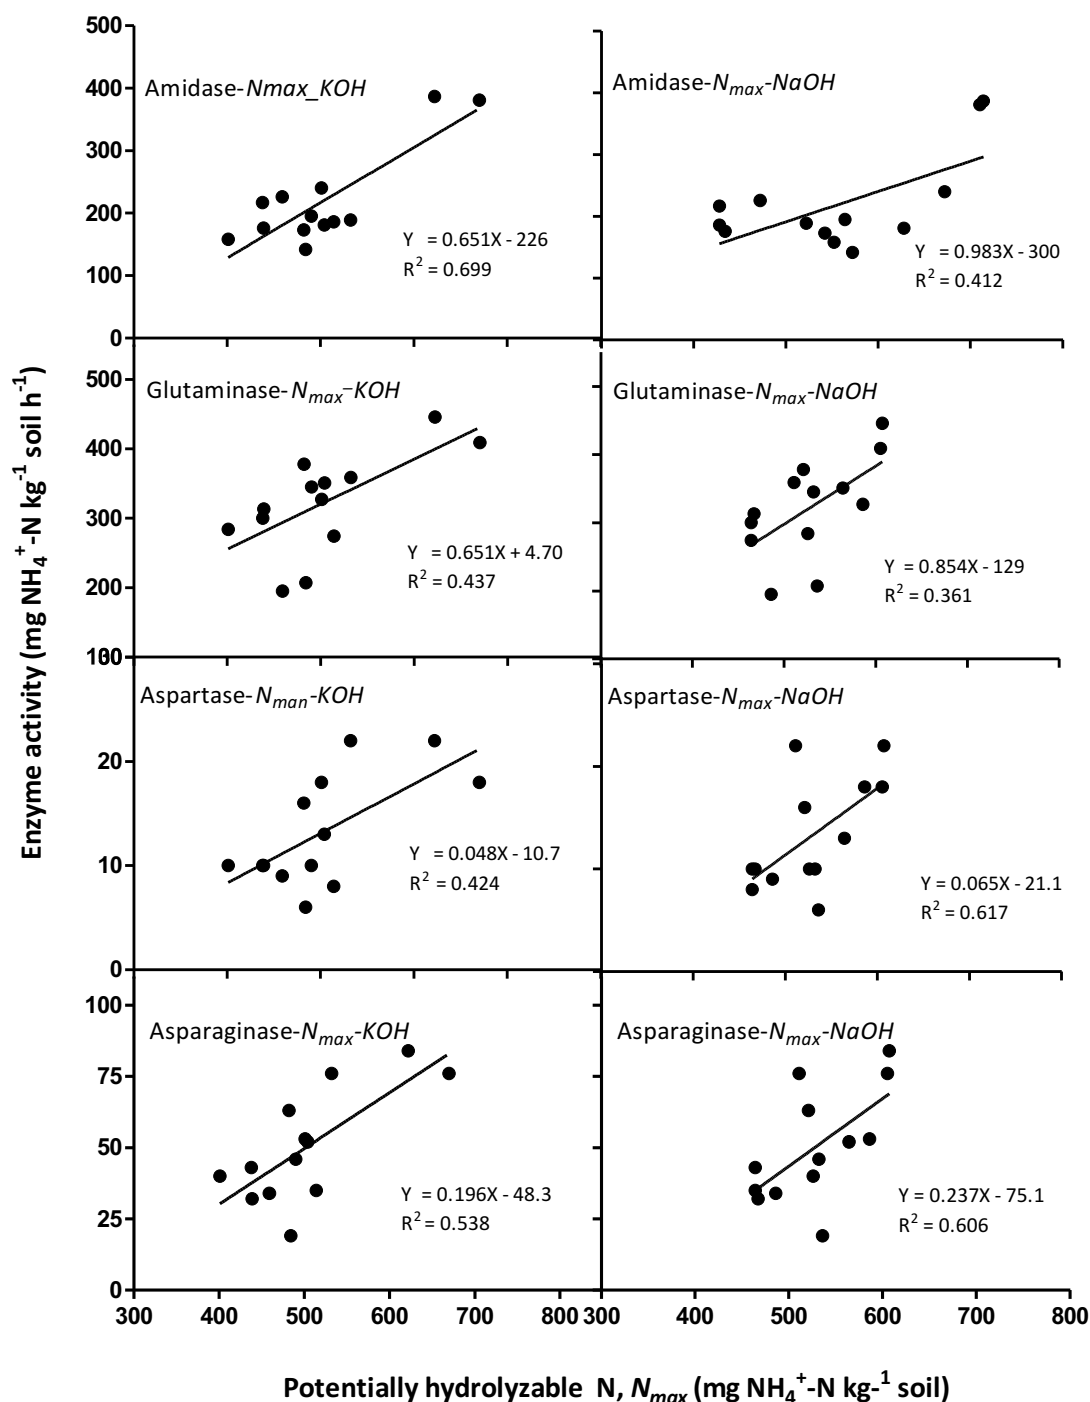 500
400
300
200
100
0
Amidase-Nmax_KOH
Y = 0.651X - 226
R² = 0.699
Amidase-Nmax-NaOH
Y = 0.983X - 300
R² = 0.412
500
400
300
200
100
Glutaminase-Nmax-KOH
Y = 0.651X + 4.70
R² = 0.437
Glutaminase-Nmax-NaOH
Y = 0.854X - 129
R² = 0.361
30
20
10
0
Aspartase-Nman-KOH
Y = 0.048X - 10.7
R² = 0.424
Aspartase-Nmax-NaOH
Y = 0.065X - 21.1
R² = 0.617
100
75
50
25
0
Asparaginase-Nmax-KOH
Y = 0.196X - 48.3
R² = 0.538
Asparaginase-Nmax-NaOH
Y = 0.237X - 75.1
R² = 0.606
300 400 500 600 700 800 300 400 500 600 700 800
Enzyme activity (mg NH₄⁺-N kg⁻¹ soil h⁻¹)
Potentially hydrolyzable N, Nmax (mg NH₄⁺-N kg-¹ soil)